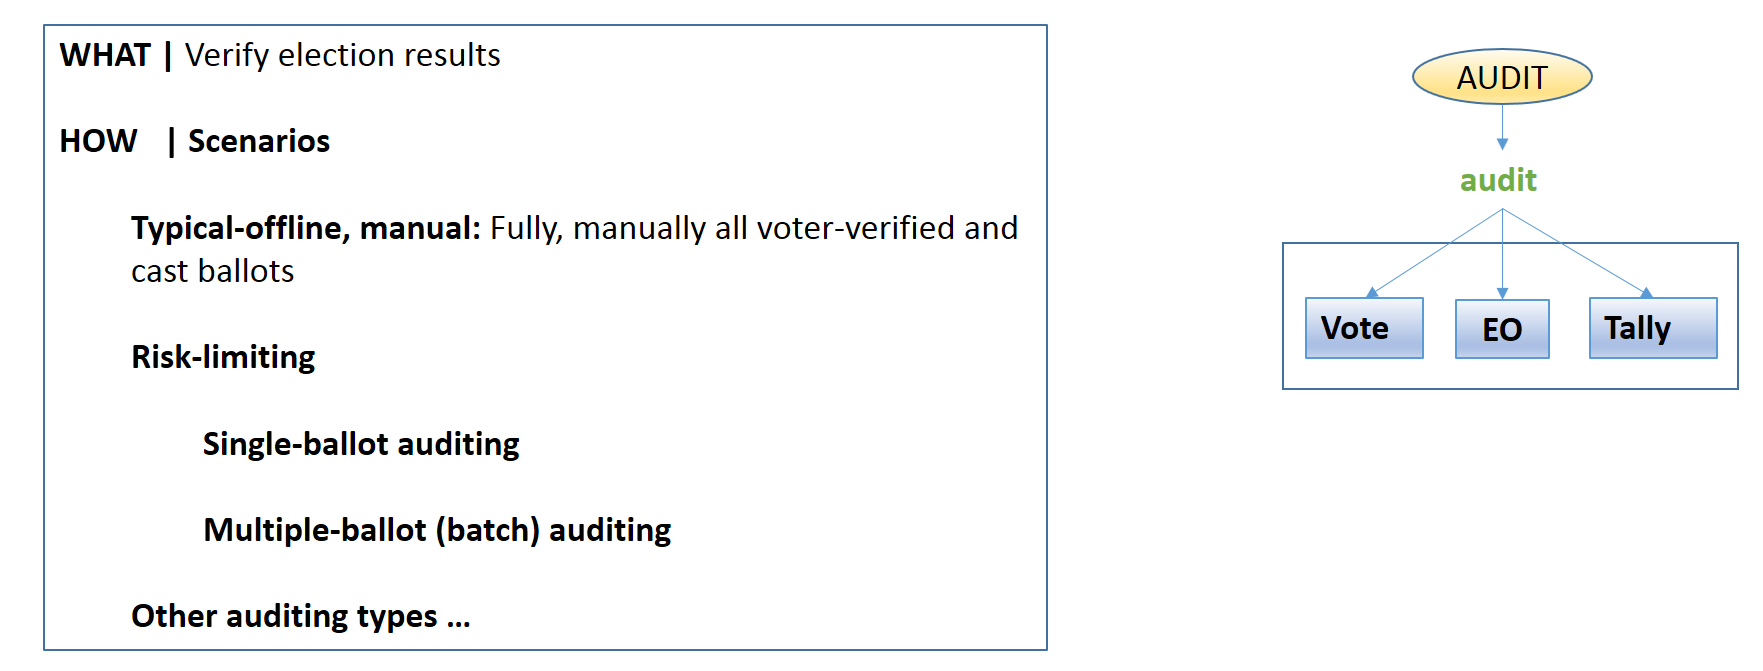 WHAT | Verify election results
HOW | Scenarios
Typical-offline, manual: Fully, manually all voter-verified and
cast ballots
Risk-limiting
Single-ballot auditing
Multiple-ballot (batch) auditing
Other auditing types ...
AUDIT
audit
Vote
EO
Tally